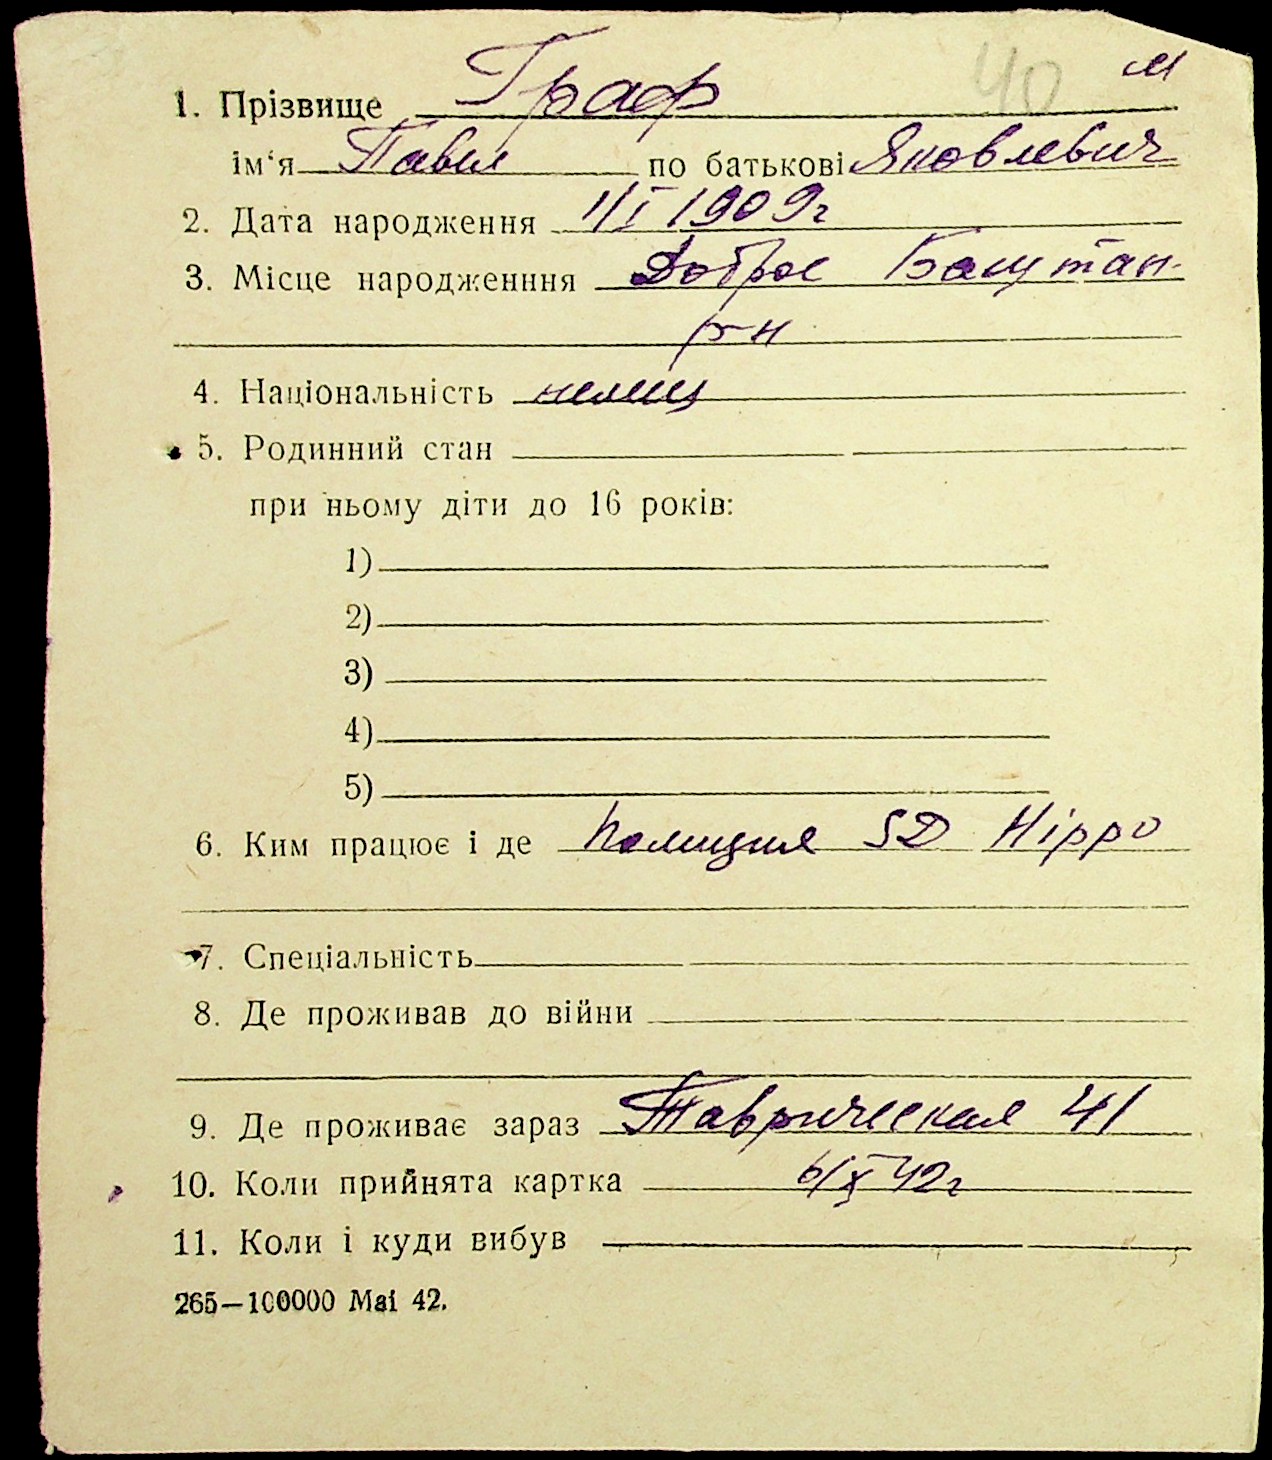 40 м
1. Прізвище Граф
ім‘я Павел по батькові Яковлевич
2. Дата народження 1/I 1909г
3. Місце народженння Доброе Баштан-
рн
4. Національність немец
5. Родинний стан
при ньому діти до 16 років:
1)
2)
3)
4)
5)
6. Ким працює і де Полиция SD Hippo
7. Спеціальність
8. Де проживав до війни
9. Де проживає зараз Таврическая 41
10. Коли прийнята картка 6/X 42г
11. Коли і куди вибув
265—100000 Mai 42.